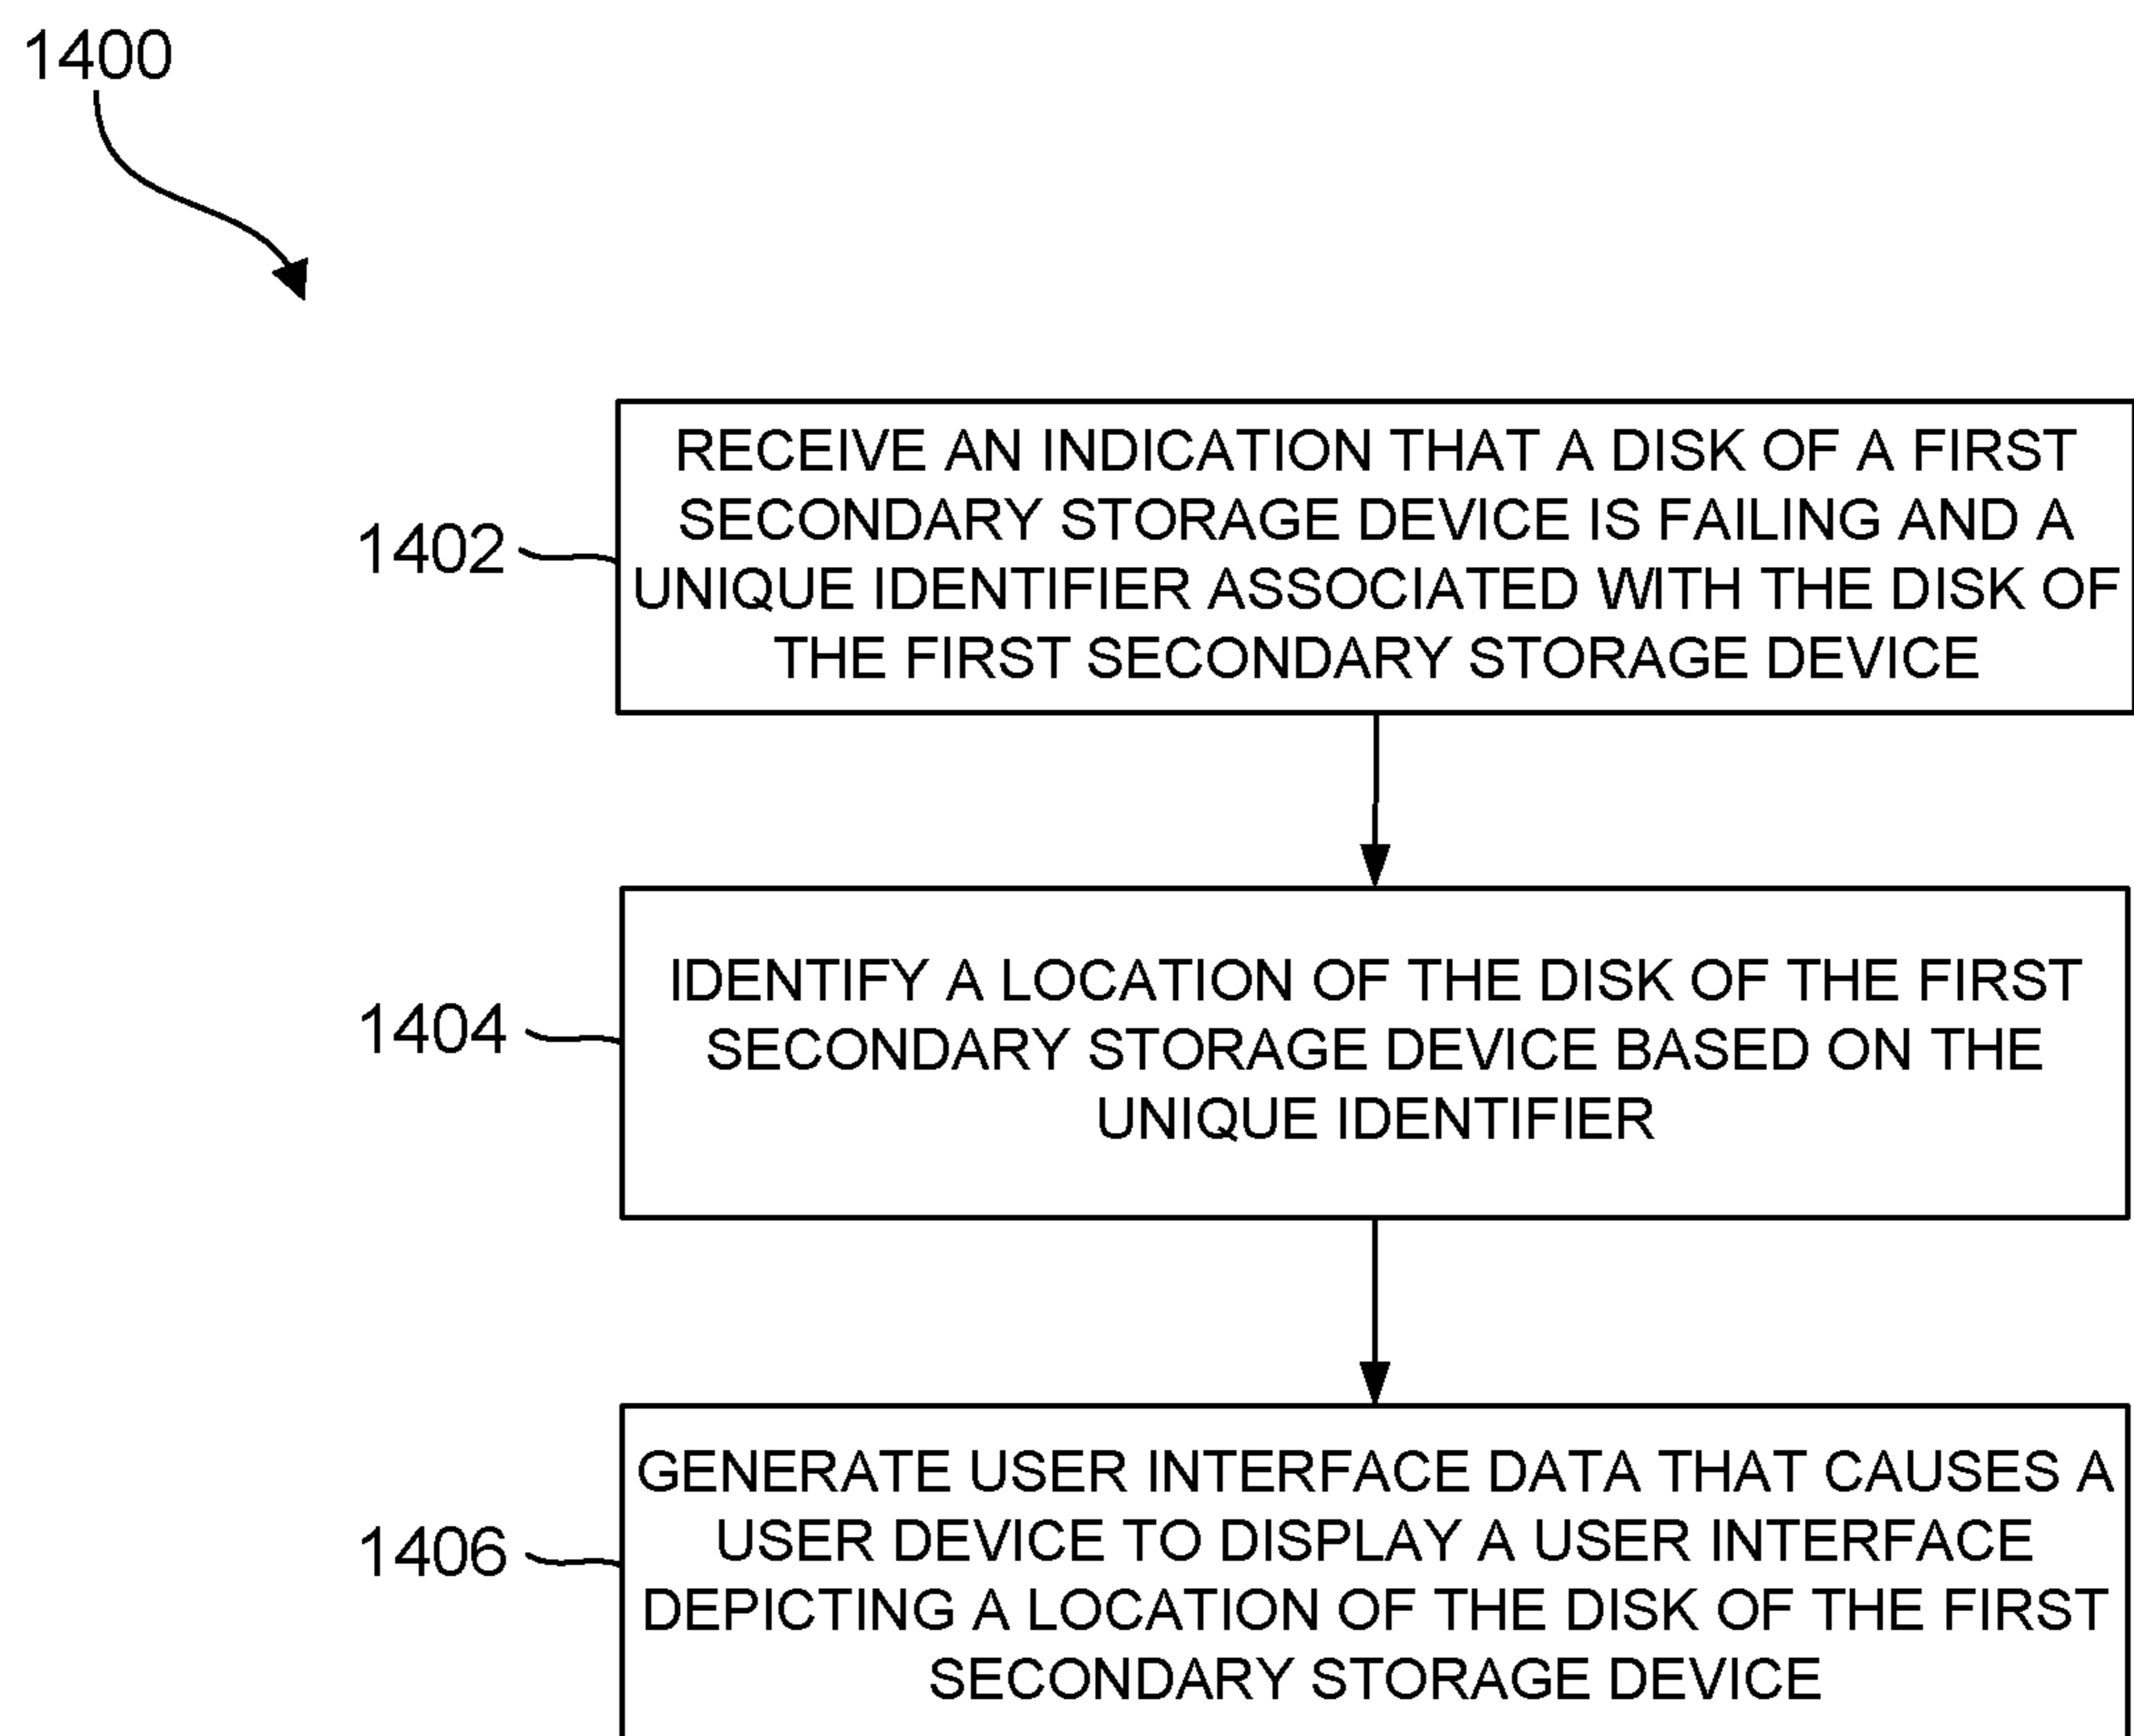 1400
RECEIVE AN INDICATION THAT A DISK OF A FIRST
SECONDARY STORAGE DEVICE IS FAILING AND A
UNIQUE IDENTIFIER ASSOCIATED WITH THE DISK OF
THE FIRST SECONDARY STORAGE DEVICE
1402
IDENTIFY A LOCATION OF THE DISK OF THE FIRST
SECONDARY STORAGE DEVICE BASED ON THE
UNIQUE IDENTIFIER
1404
GENERATE USER INTERFACE DATA THAT CAUSES A
USER DEVICE TO DISPLAY A USER INTERFACE
DEPICTING A LOCATION OF THE DISK OF THE FIRST
SECONDARY STORAGE DEVICE
1406